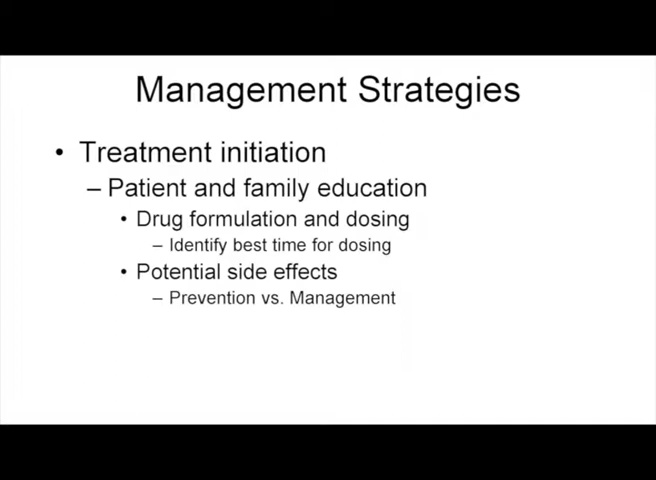 Management Strategies
• Treatment initiation
– Patient and family education
• Drug formulation and dosing
– Identify best time for dosing
• Potential side effects
– Prevention vs. Management